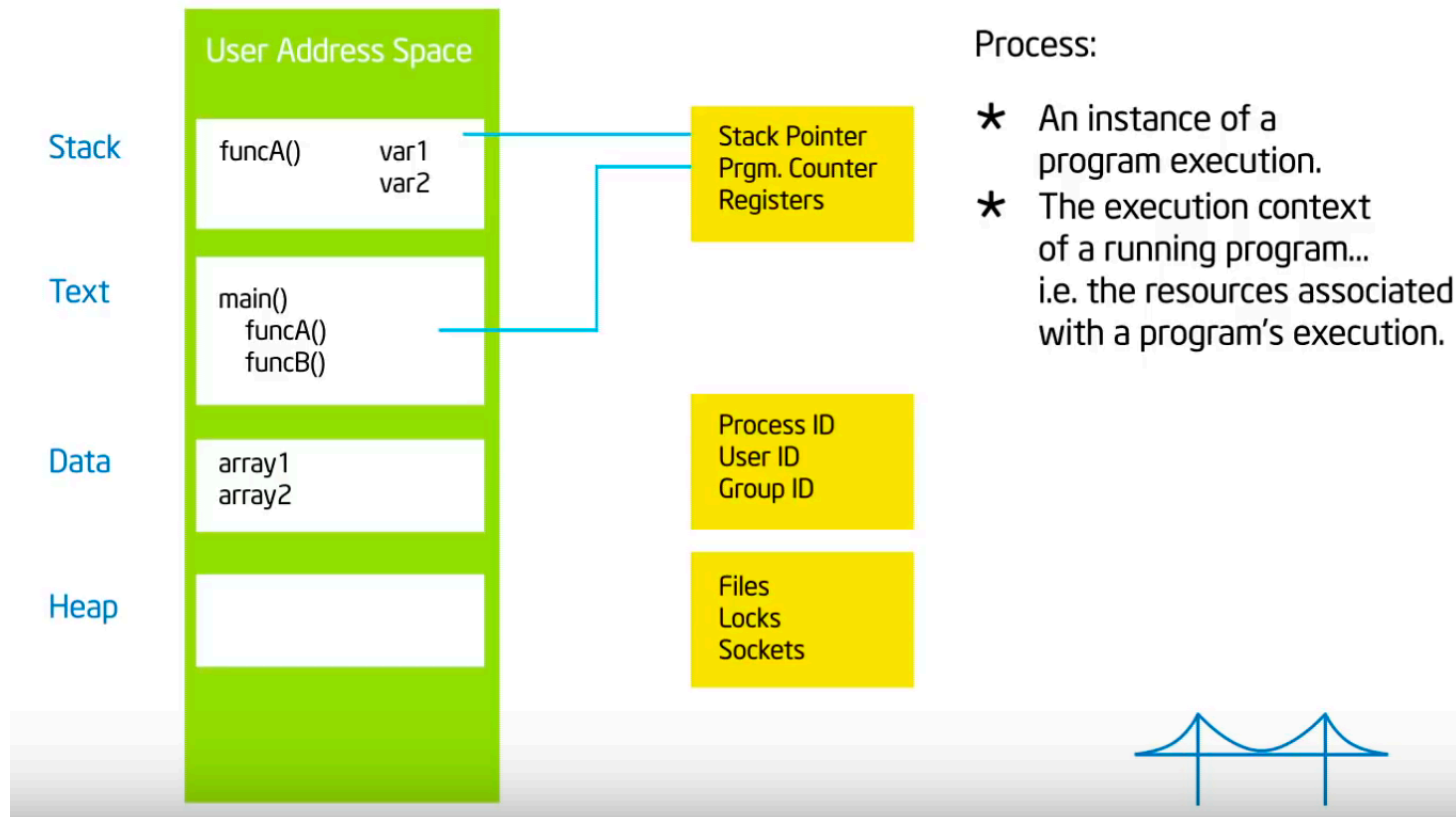 User Address Space
Stack
funcA() var1
var2
Text
main()
funcA()
funcB()
Data
array1
array2
Heap
Stack Pointer
Prgm. Counter
Registers
Process ID
User ID
Group ID
Files
Locks
Sockets
Process:
* An instance of a
program execution.
* The execution context
of a running program...
i.e. the resources associated
with a program's execution.